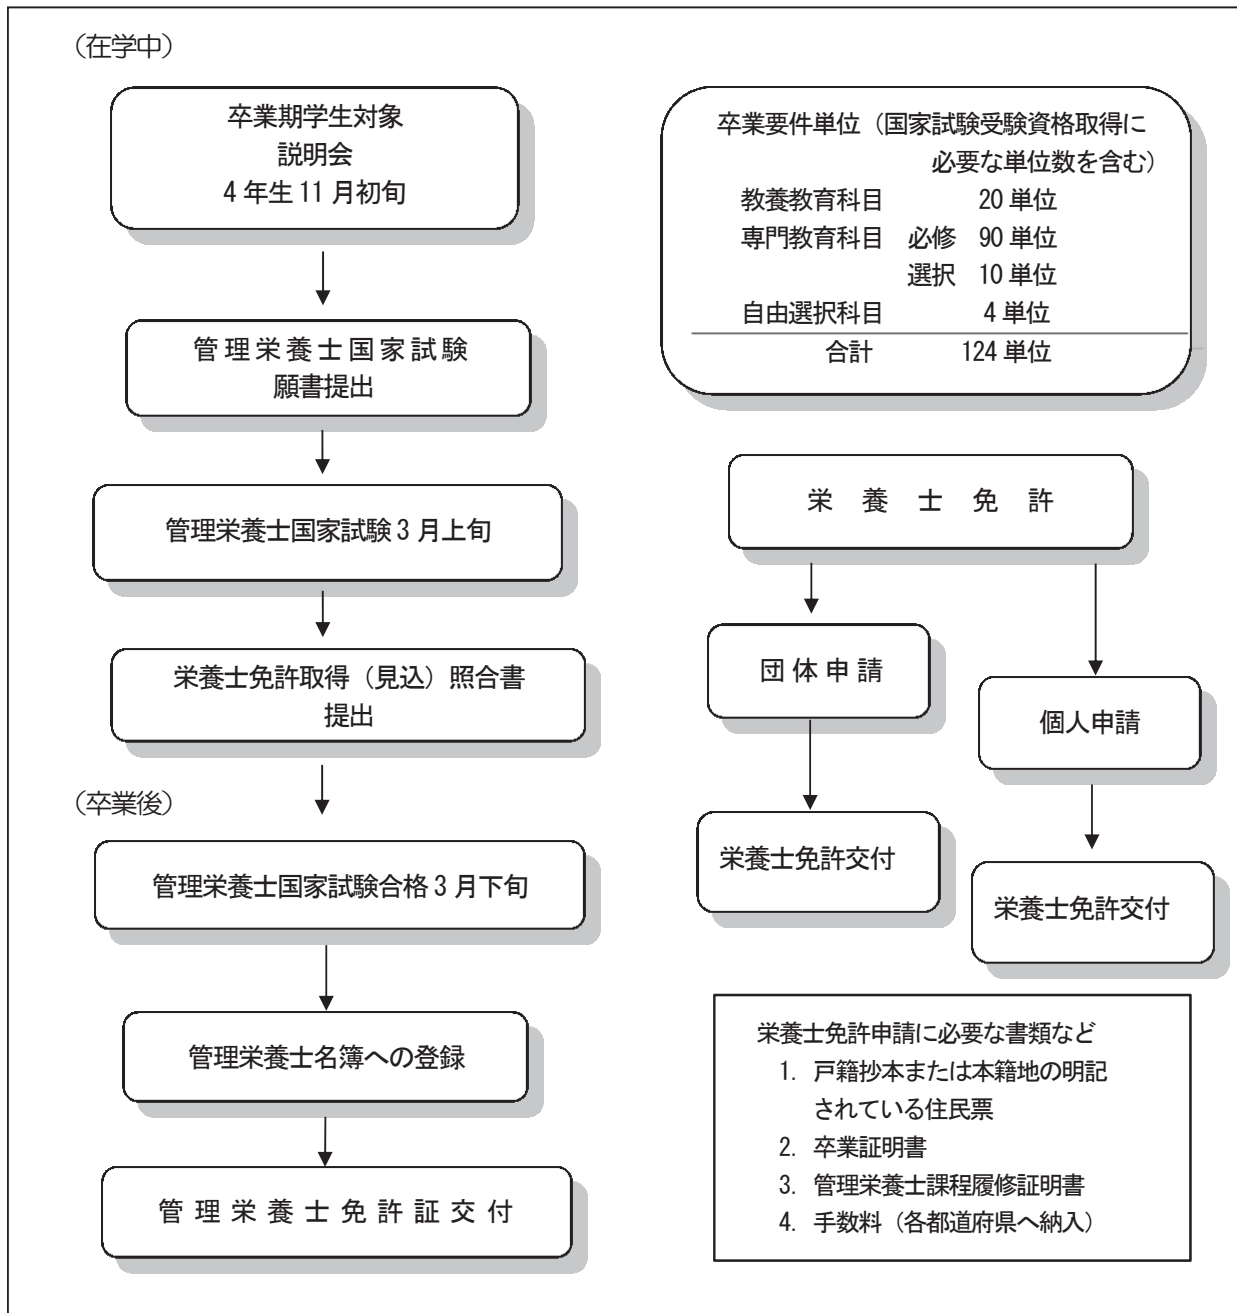 （在学中）
卒業期学生対象
説明会
4 年生 11 月初旬
管理栄養士国家試験
願書提出
管理栄養士国家試験 3 月上旬
栄養士免許取得（見込）照合書
提出
（卒業後）
管理栄養士国家試験合格 3 月下旬
管理栄養士名簿への登録
管理栄養士免許証交付
卒業要件単位（国家試験受験資格取得に
必要な単位数を含む）
教養教育科目 20 単位
専門教育科目 必修 90 単位
選択 10 単位
自由選択科目 4 単位
合計 124 単位
栄養士免許
団体申請
個人申請
栄養士免許交付
栄養士免許交付
栄養士免許申請に必要な書類など
1. 戸籍抄本または本籍地の明記
されている住民票
2. 卒業証明書
3. 管理栄養士課程履修証明書
4. 手数料（各都道府県へ納入）